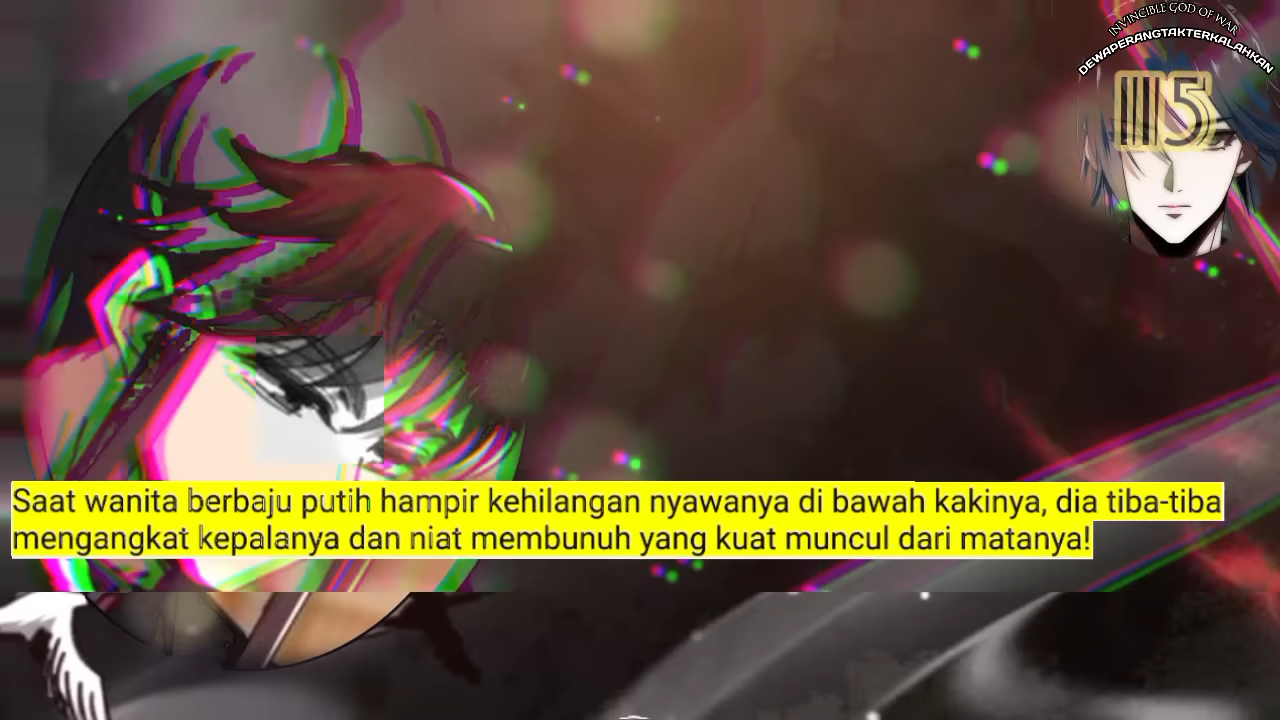 INVINCIBLE GOD OF WAR
DEWAPERANGTAKTERKALAHKAN
Saat wanita berbaju putih hampir kehilangan nyawanya di bawah kakinya, dia tiba-tiba
mengangkat kepalanya dan niat membunuh yang kuat muncul dari matanya!